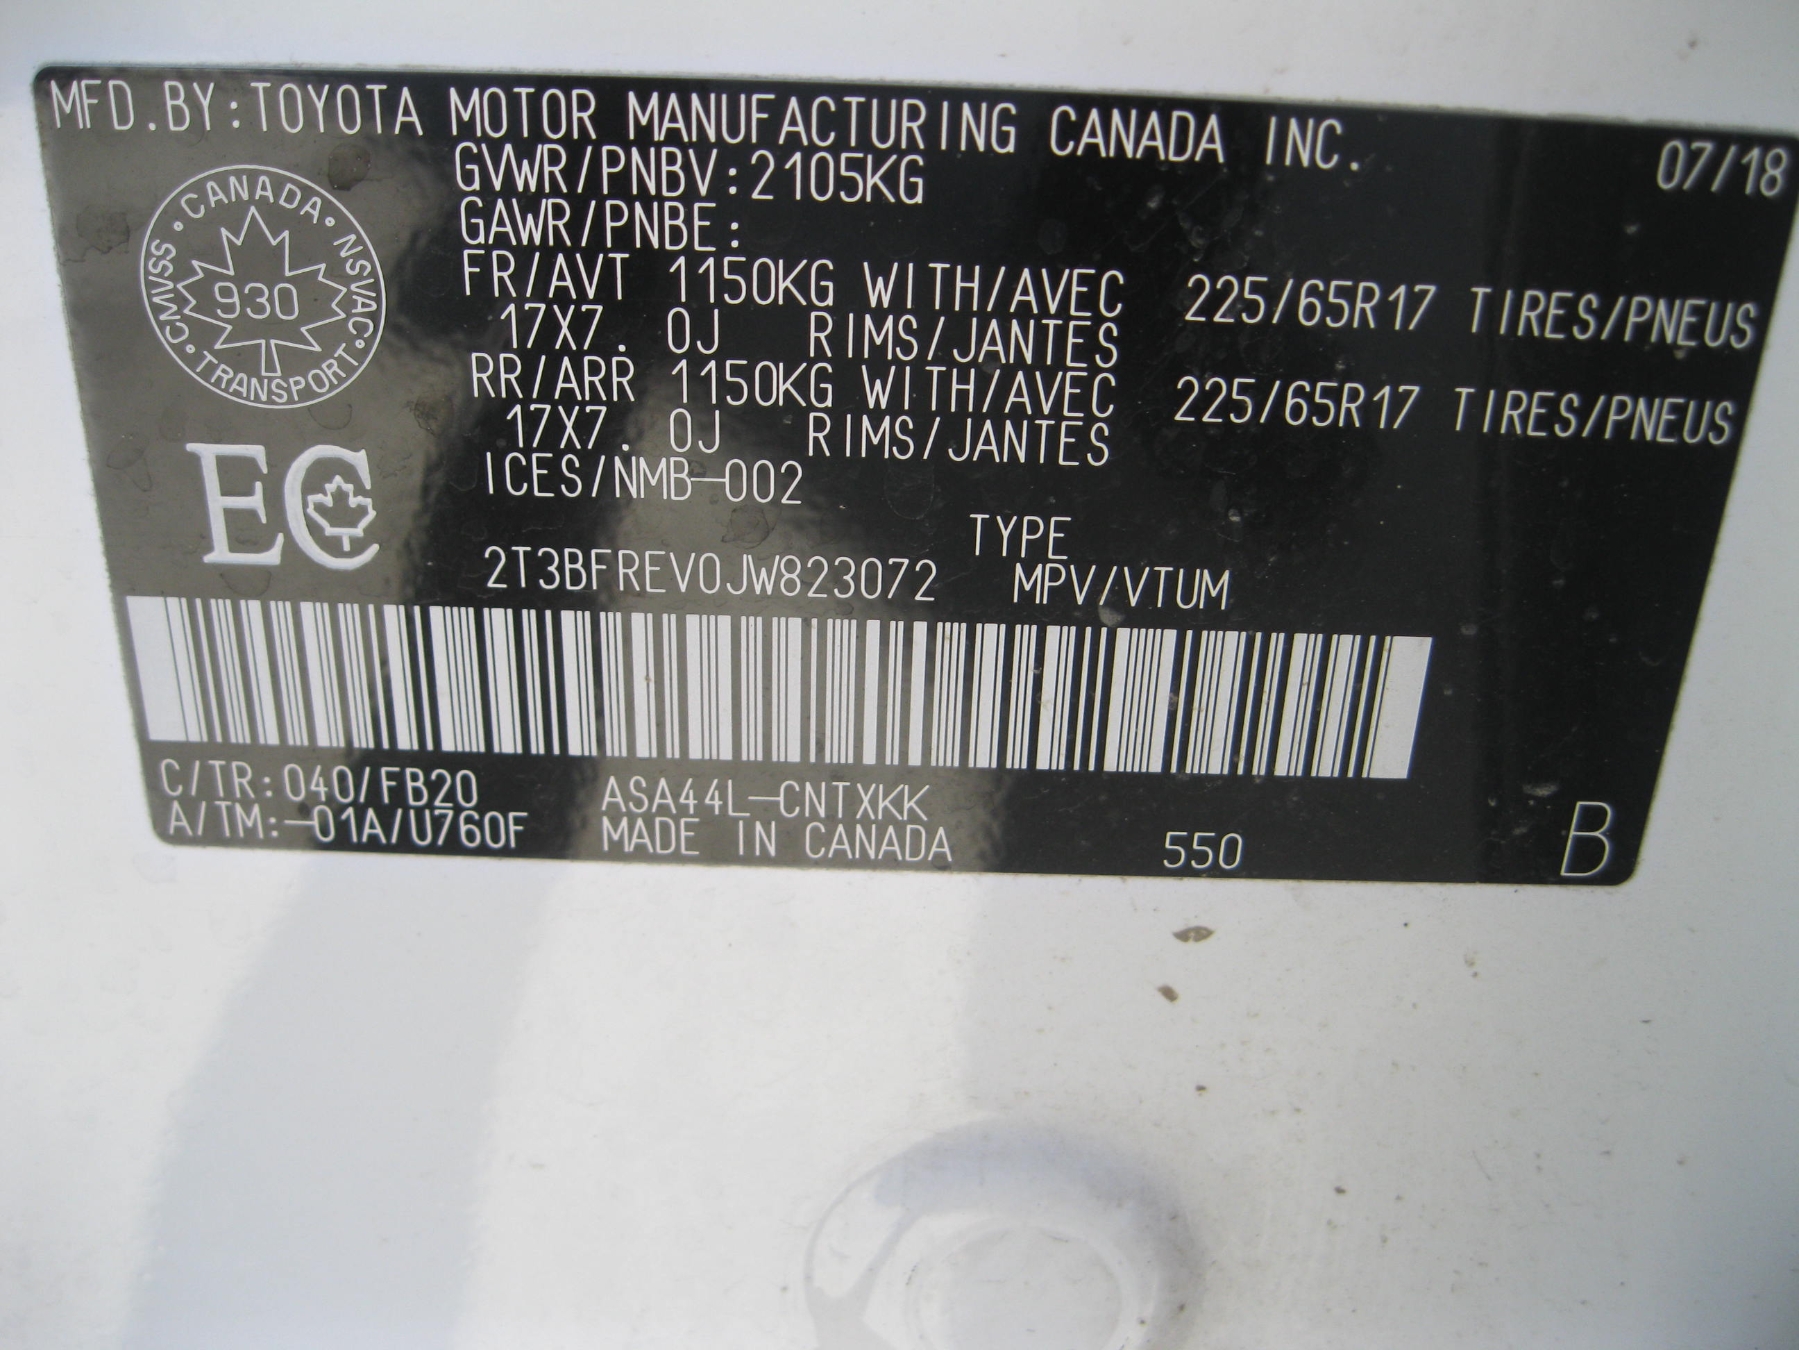 MFD.BY:TOYOTA MOTOR MANUFACTURING CANADA INC. 07/18
GVWR/PNBV:2105KG
GAWR/PNBE:
FR/AVT 1150KG WITH/AVEC 225/65R17 TIRES/PNEUS
17X7.0J RIMS/JANTES
RR/ARR 1150KG WITH/AVEC 225/65R17 TIRES/PNEUS
17X7.0J RIMS/JANTES
ICES/NMB-002
CANADA · NSVAC · TRANSPORT · CMVSS
930
EC
TYPE
2T3BFREV0JW823072 MPV/VTUM
C/TR:040/FB20 ASA44L-CNTXKK
A/TM:-01A/U760F MADE IN CANADA 550 B